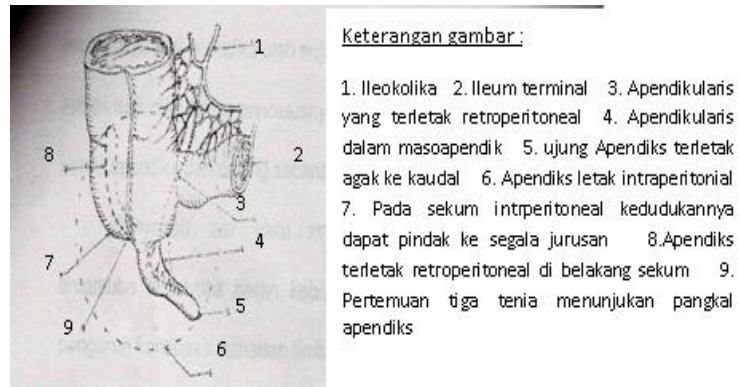 1
2
3
4
5
6
7
8
9
Keterangan gambar :
1. Ileokolika 2. Ileum terminal 3. Apendikularis
yang terletak retroperitoneal 4. Apendikularis
dalam masoapendik 5. ujung Apendiks terletak
agak ke kaudal 6. Apendiks letak intraperitonial
7. Pada sekum intrperitoneal kedudukannya
dapat pindak ke segala jurusan 8.Apendiks
terletak retroperitoneal di belakang sekum 9.
Pertemuan tiga tenia menunjukan pangkal
apendiks